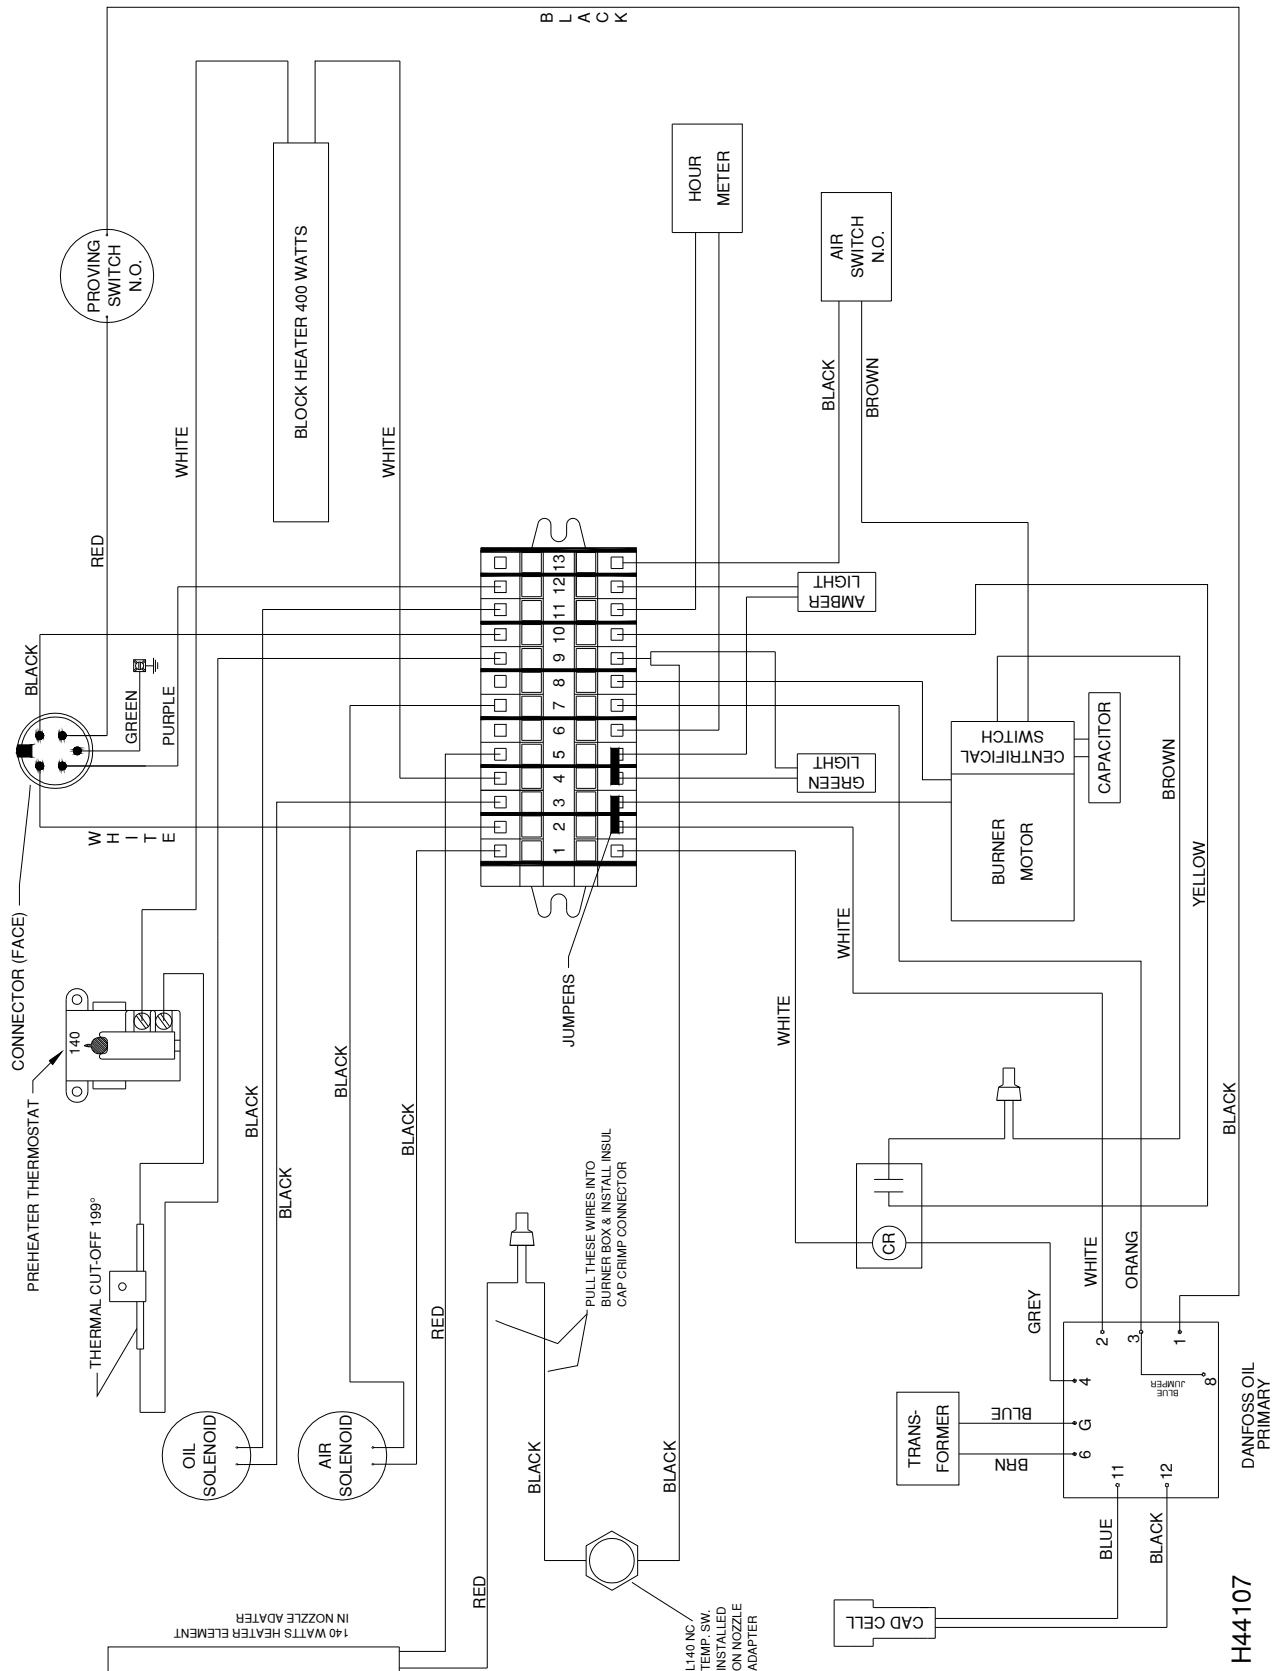 BLACK
PROVING
SWITCH
N.O.
RED
BLACK
GREEN
PURPLE
WHITE
CONNECTOR (FACE)
PREHEATER THERMOSTAT
140
THERMAL CUT-OFF 199°
WHITE
BLOCK HEATER 400 WATTS
WHITE
HOUR
METER
AIR
SWITCH
N.O.
BLACK
BROWN
13
12
11
10
9
8
7
6
5
4
3
2
1
JUMPERS
AMBER
LIGHT
GREEN
LIGHT
BURNER
MOTOR
CENTRIFICAL
SWITCH
CAPACITOR
BROWN
YELLOW
BLACK
WHITE
WHITE
BLACK
BLACK
BLACK
BLACK
OIL
SOLENOID
AIR
SOLENOID
RED
PULL THESE WIRES INTO
BURNER BOX & INSTALL INSUL
CAP CRIMP CONNECTOR
BLACK
BLACK
RED
140 WATTS HEATER ELEMENT
IN NOZZLE ADATER
L140 NC
TEMP. SW.
INSTALLED
ON NOZZLE
ADAPTER
CR
GREY
WHITE
ORANG
2
3
1
4
G
6
11
12
8
BLUE
JUMPER
TRANS-
FORMER
BLUE
BRN
BLUE
BLACK
CAD CELL
DANFOSS OIL
PRIMARY
H44107